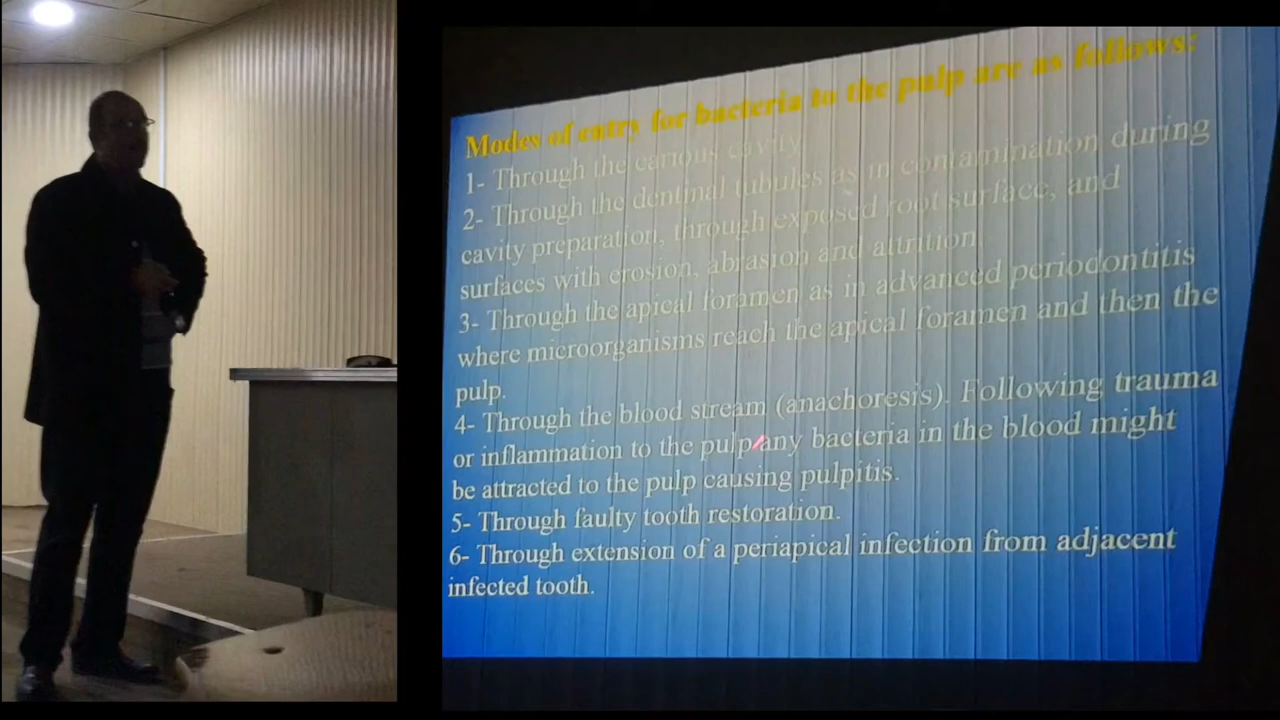 Modes of entry for bacteria to the pulp are as follows:
1- Through the carious cavity
2- Through the dentinal tubules as in contamination during
cavity preparation, through exposed root surface, and
surfaces with erosion, abrasion and attrition.
3- Through the apical foramen as in advanced periodontitis
where microorganisms reach the apical foramen and then the
pulp.
4- Through the blood stream (anachoresis). Following trauma
or inflammation to the pulp any bacteria in the blood might
be attracted to the pulp causing pulpitis.
5- Through faulty tooth restoration.
6- Through extension of a periapical infection from adjacent
infected tooth.